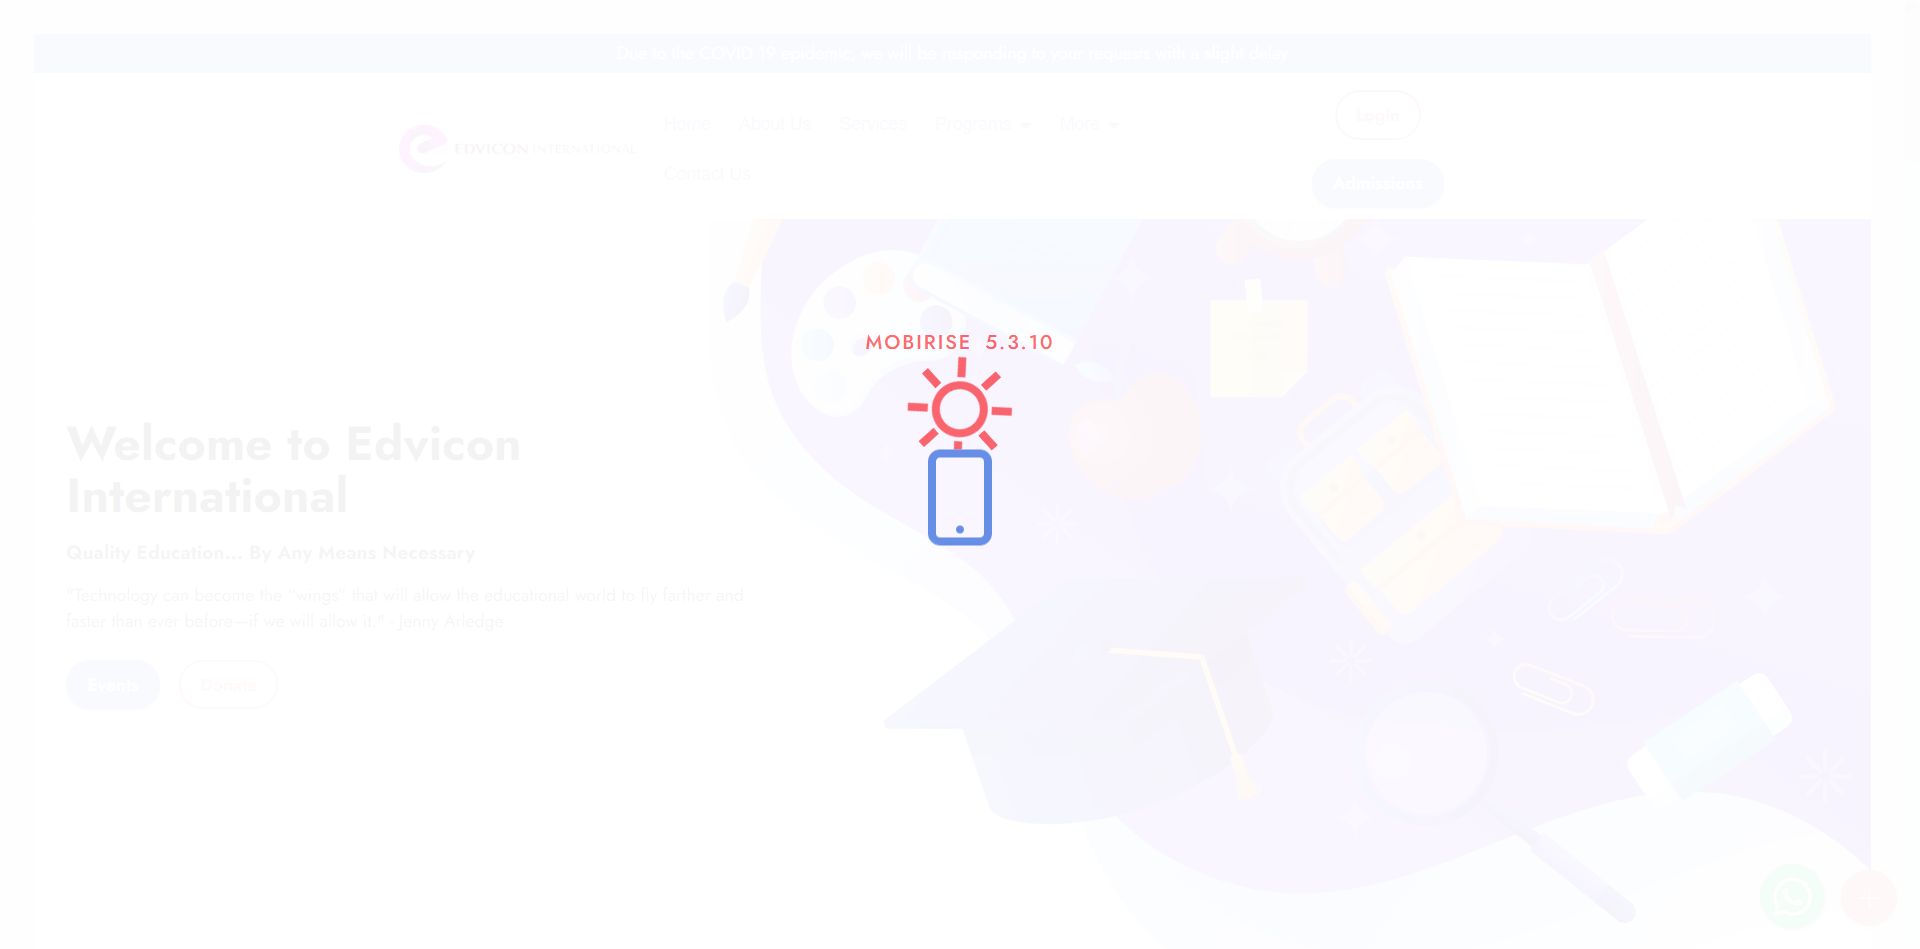 Due to the COVID 19 epidemic, we will be responding to your requests with a slight delay
EDVICON INTERNATIONAL
Home About Us Services Programs More
Contact Us
Login
Admissions
MOBIRISE 5.3.10
Welcome to Edvicon
International
Quality Education... By Any Means Necessary
"Technology can become the "wings" that will allow the educational world to fly farther and
faster than ever before—if we will allow it." –Jenny Arledge
Events Donate